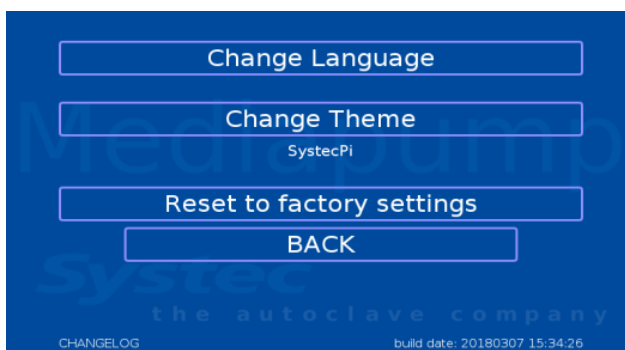 Change Language
Mediapump
Change Theme
SystecPi
Reset to factory settings
BACK
Systec
the autoclave company
CHANGELOG
build date: 20180307 15:34:26